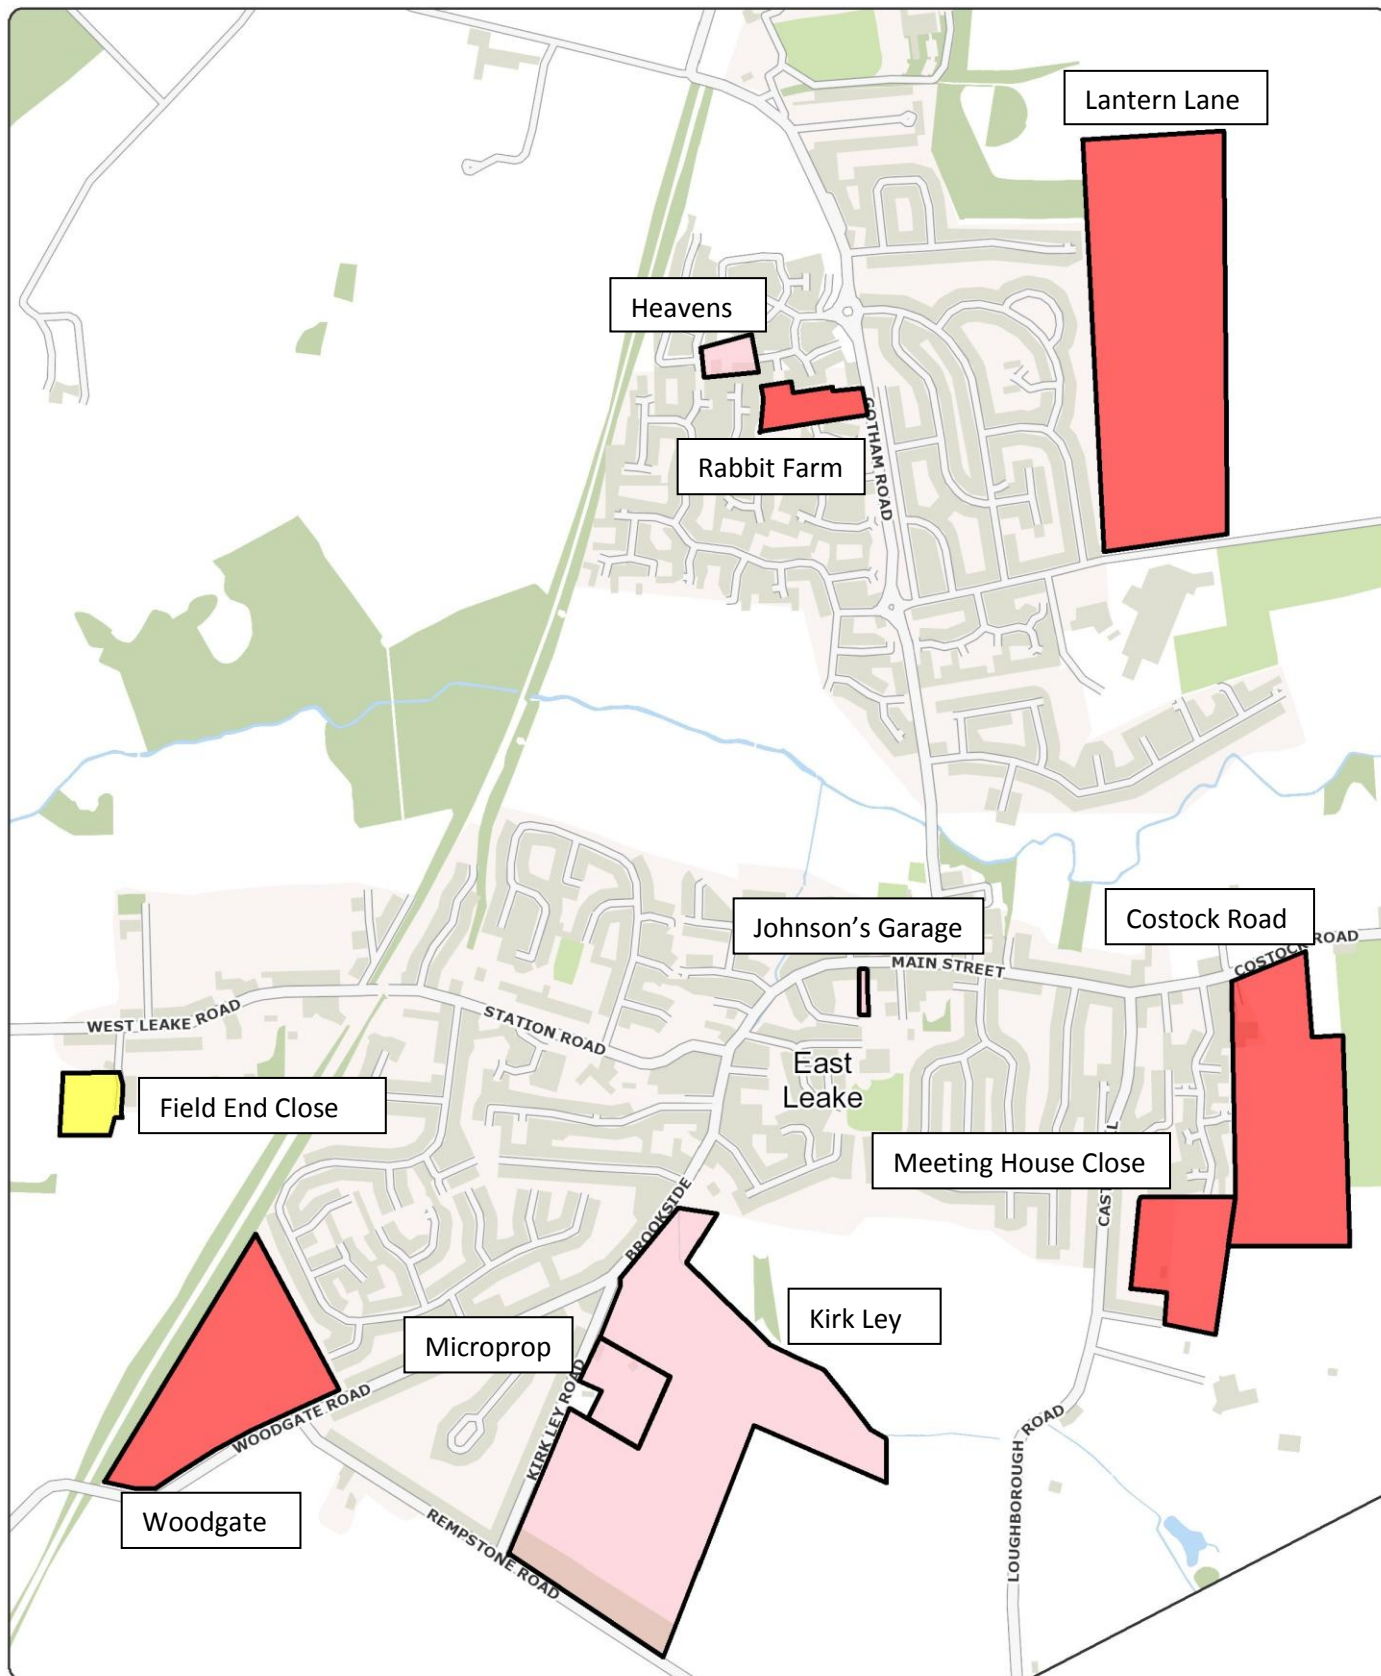 Lantern Lane
Heavens
Rabbit Farm
GOTHAM ROAD
Johnson’s Garage
Costock Road
COSTOCK ROAD
MAIN STREET
WEST LEAKE ROAD
STATION ROAD
East
Leake
Field End Close
Meeting House Close
BROOKSIDE
Kirk Ley
Microprop
KIRK LEY ROAD
WOODGATE ROAD
Woodgate
REMPSTONE ROAD
LOUGHBOROUGH ROAD